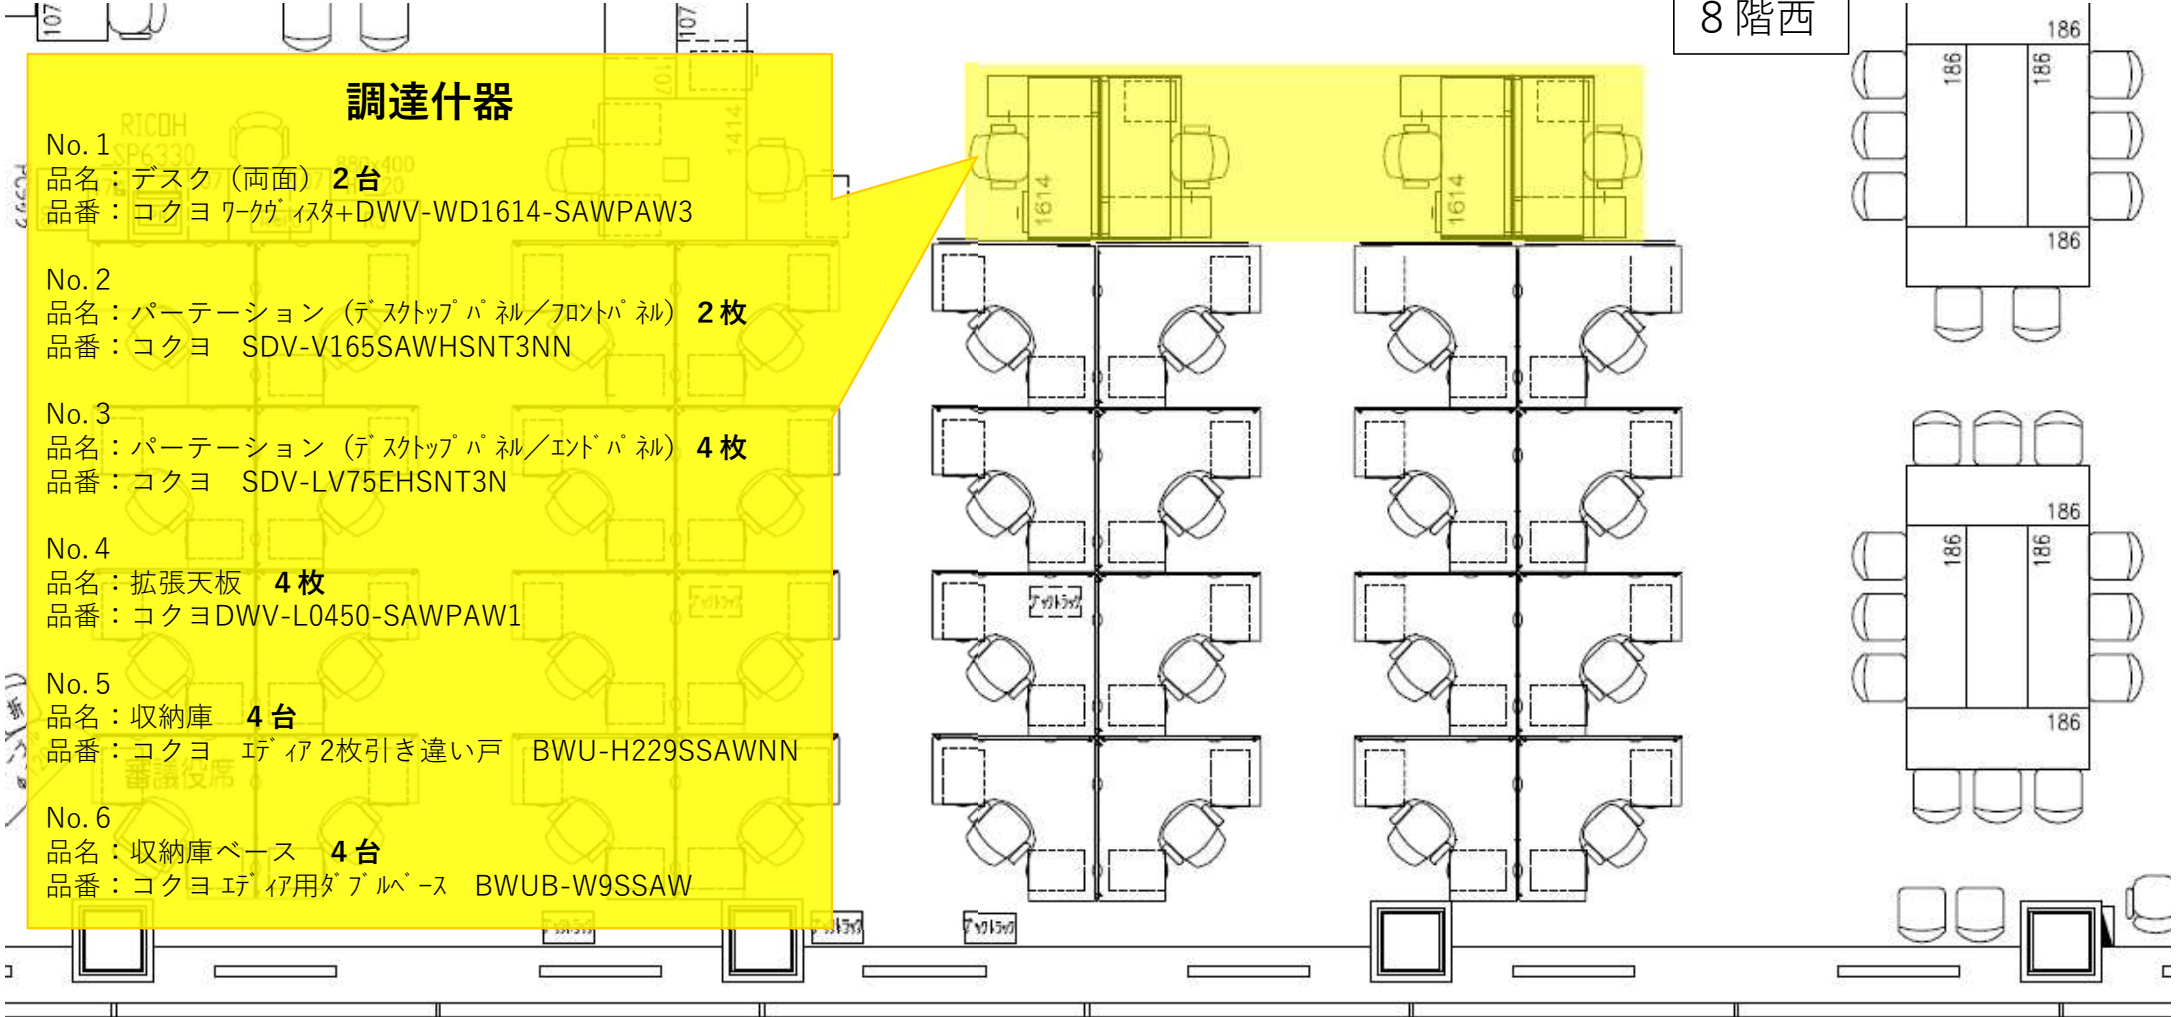 8階西
調達什器
No.1
品名：デスク（両面）2台
品番：コクヨ ワークヴィスタ+DWV-WD1614-SAWPAW3
No.2
品名：パーテーション（デスクトップパネル／フロントパネル）2枚
品番：コクヨ　SDV-V165SAWHSNT3NN
No.3
品名：パーテーション（デスクトップパネル／エンドパネル）4枚
品番：コクヨ　SDV-LV75EHSNT3N
No.4
品名：拡張天板　4枚
品番：コクヨDWV-L0450-SAWPAW1
No.5
品名：収納庫　4台
品番：コクヨ　エディア2枚引き違い戸　BWU-H229SSAWNN
No.6
品名：収納庫ベース　4台
品番：コクヨ エディア用ダブルベース　BWUB-W9SSAW
107
107
107
1414
RICOH
SP6330
審議役席
1614
1614
186
186
186
186
186
186
186
186